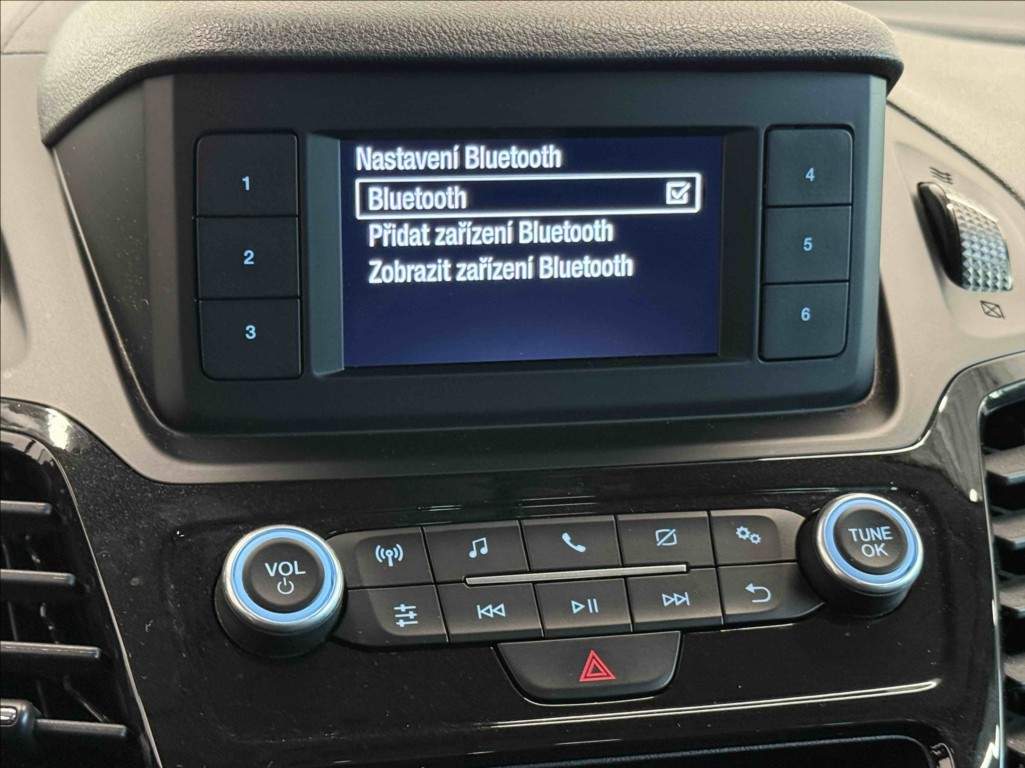 Nastavení Bluetooth
Bluetooth
Přidat zařízení Bluetooth
Zobrazit zařízení Bluetooth
1
2
3
4
5
6
VOL
TUNE
OK